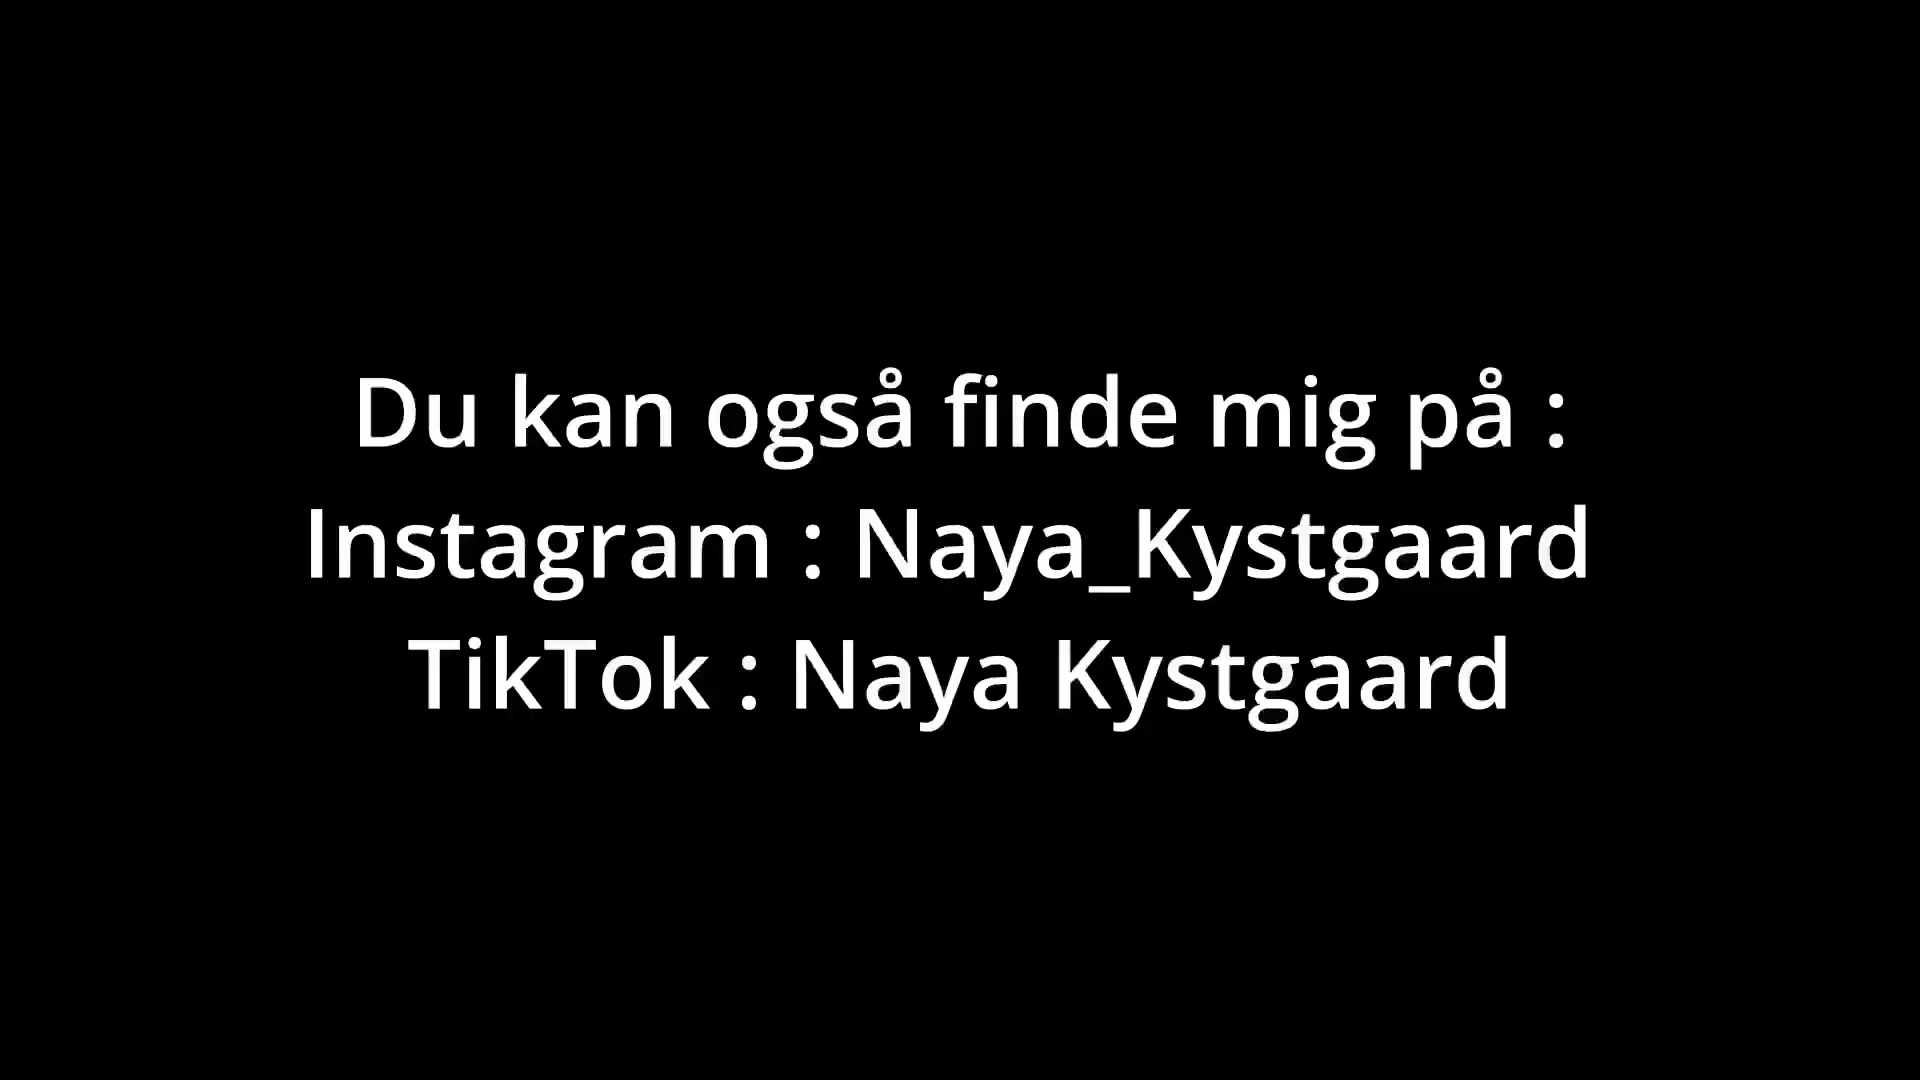 Du kan også finde mig på :
Instagram : Naya_Kystgaard
TikTok : Naya Kystgaard